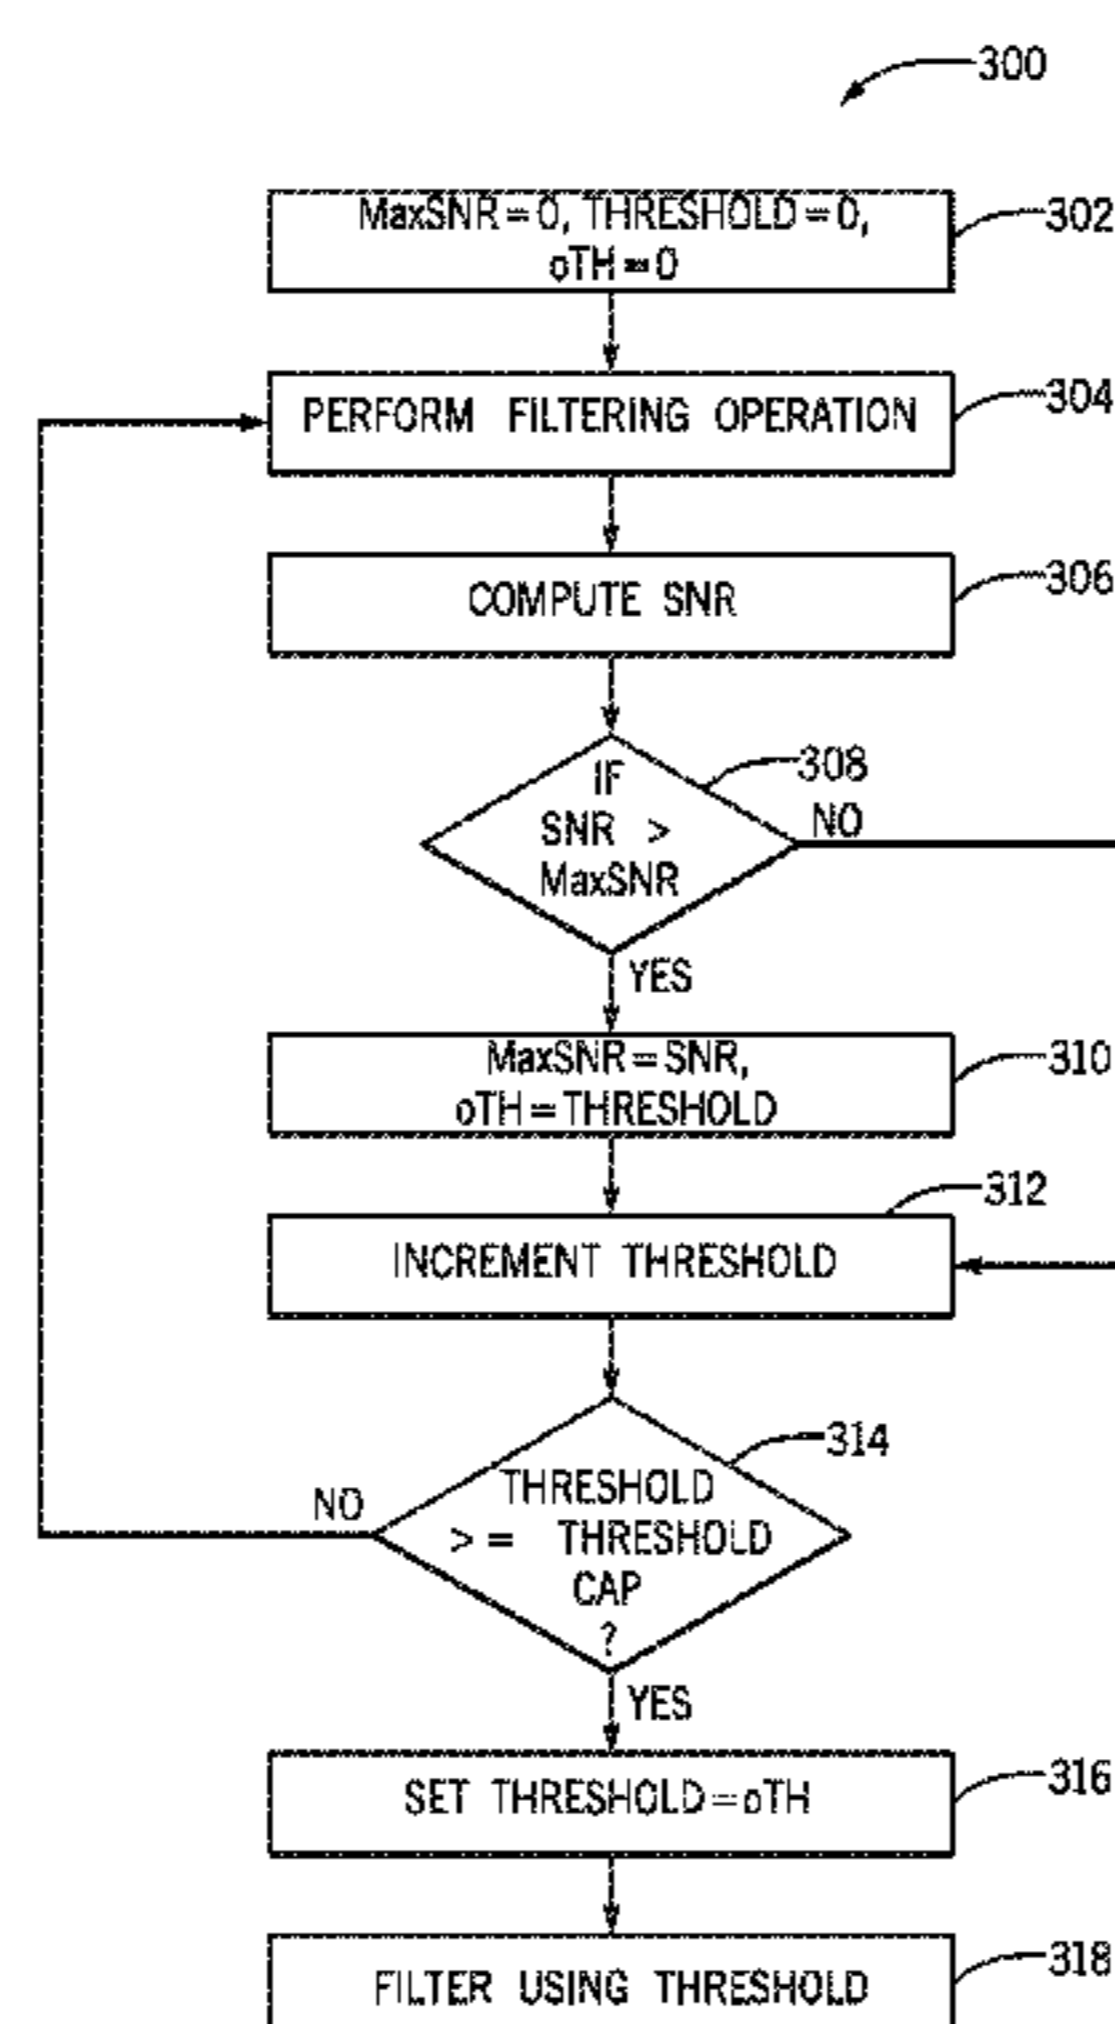 300
MaxSNR = 0, THRESHOLD = 0,
oTH = 0
302
PERFORM FILTERING OPERATION
304
COMPUTE SNR
306
308
IF
SNR >
MaxSNR
NO
YES
MaxSNR = SNR,
oTH = THRESHOLD
310
312
INCREMENT THRESHOLD
314
THRESHOLD
>= THRESHOLD
CAP
?
NO
YES
SET THRESHOLD = oTH
316
FILTER USING THRESHOLD
318